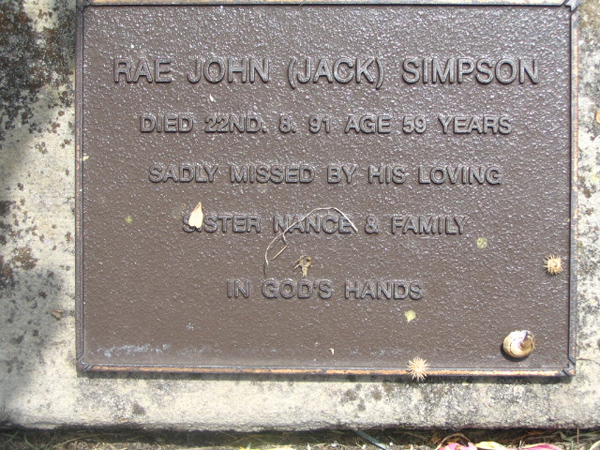 RAE JOHN (JACK) SIMPSON
DIED 22ND. 8. 91 AGE 59 YEARS
SADLY MISSED BY HIS LOVING
SISTER NANCE & FAMILY
IN GOD'S HANDS